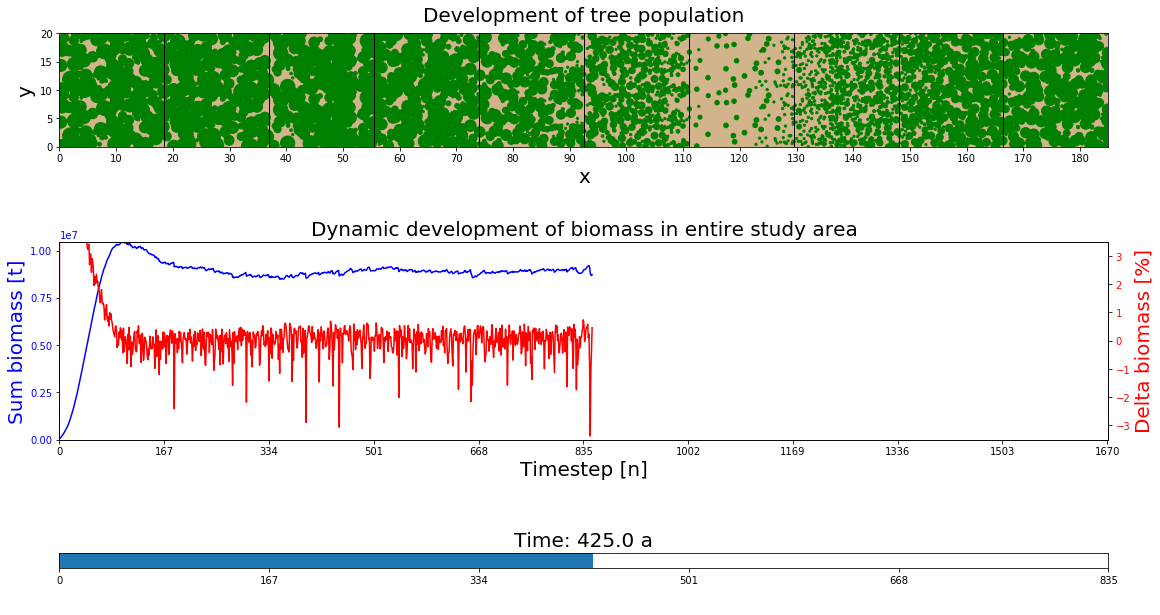 Development of tree population
20
15
10
5
0
y
0 10 20 30 40 50 60 70 80 90 100 110 120 130 140 150 160 170 180
x
Dynamic development of biomass in entire study area
1e7
1.00
0.75
0.50
0.25
0.00
Sum biomass [t]
3
2
1
0
−1
−2
−3
Delta biomass [%]
0 167 334 501 668 835 1002 1169 1336 1503 1670
Timestep [n]
Time: 425.0 a
0 167 334 501 668 835